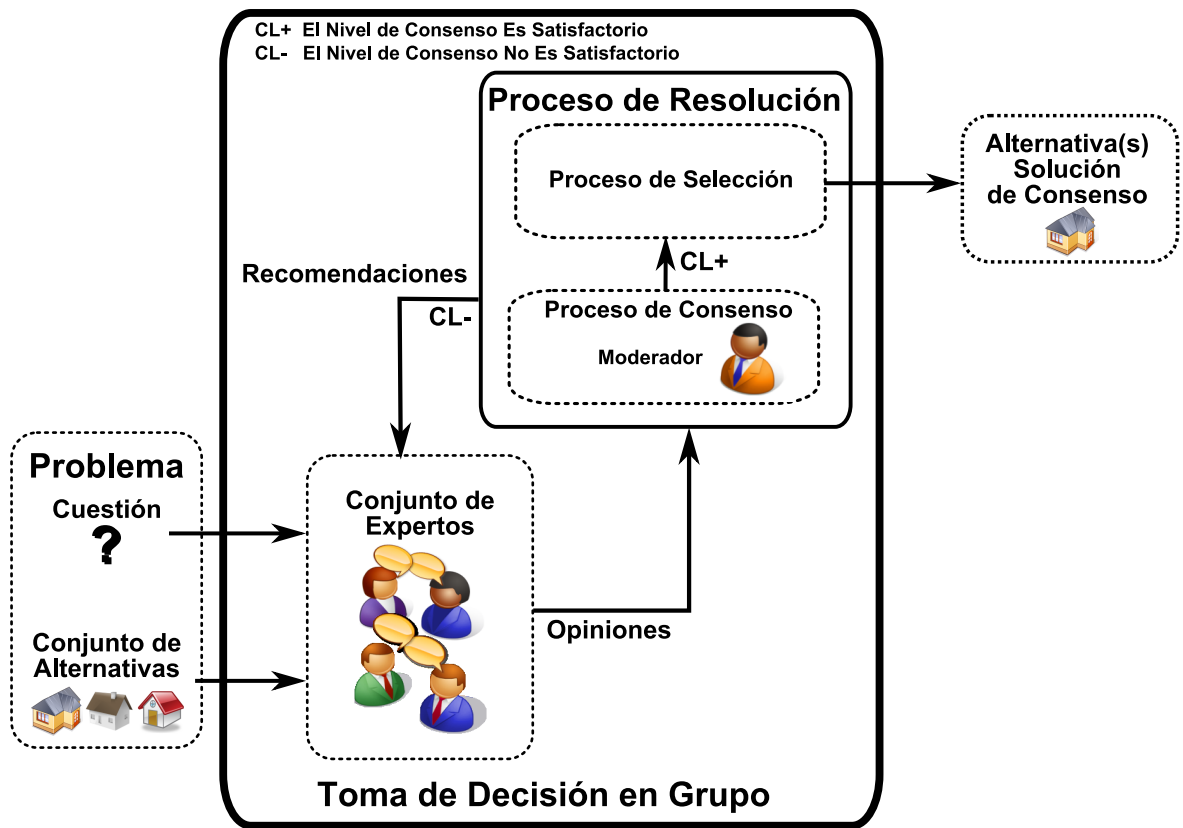 CL+ El Nivel de Consenso Es Satisfactorio
CL- El Nivel de Consenso No Es Satisfactorio
Proceso de Resolución
Proceso de Selección
Alternativa(s)
Solución
de Consenso
CL+
Recomendaciones
CL-
Proceso de Consenso
Moderador
Problema
Cuestión
?
Conjunto de
Alternativas
Conjunto de
Expertos
Opiniones
Toma de Decisión en Grupo